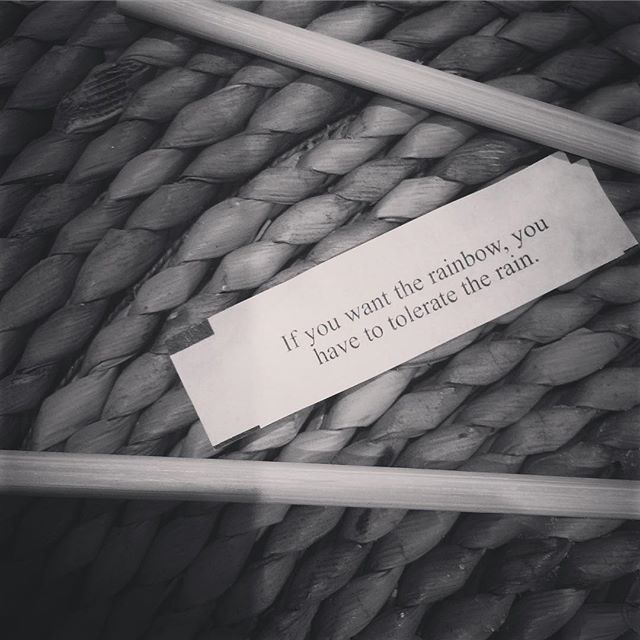 If you want the rainbow, you
have to tolerate the rain.